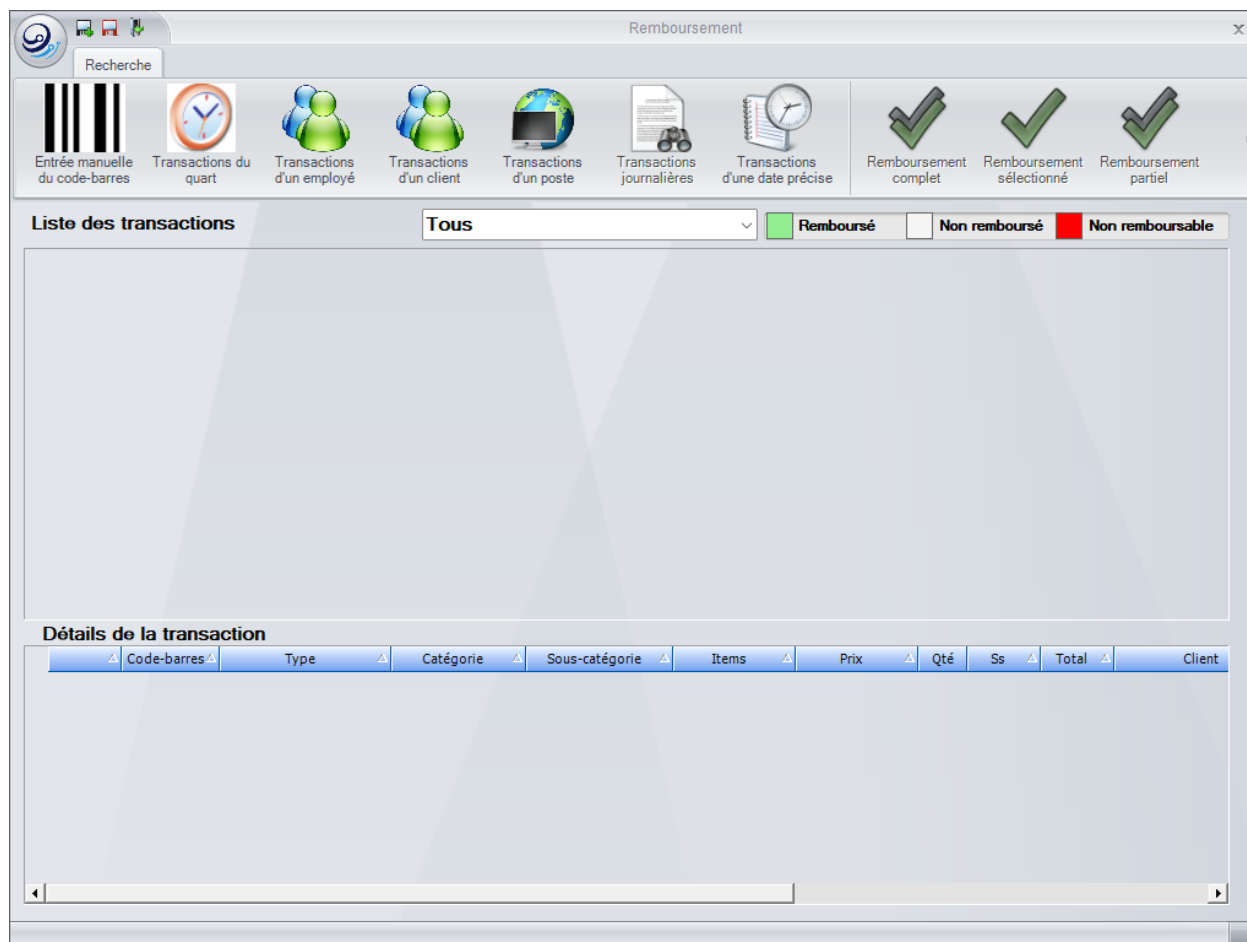 Remboursement
Recherche
Entrée manuelle du code-barres
Transactions du quart
Transactions d'un employé
Transactions d'un client
Transactions d'un poste
Transactions journalières
Transactions d'une date précise
Remboursement complet
Remboursement sélectionné
Remboursement partiel
Liste des transactions
Tous
Remboursé
Non remboursé
Non remboursable
Détails de la transaction
Code-barres
Type
Catégorie
Sous-catégorie
Items
Prix
Qté
Ss
Total
Client